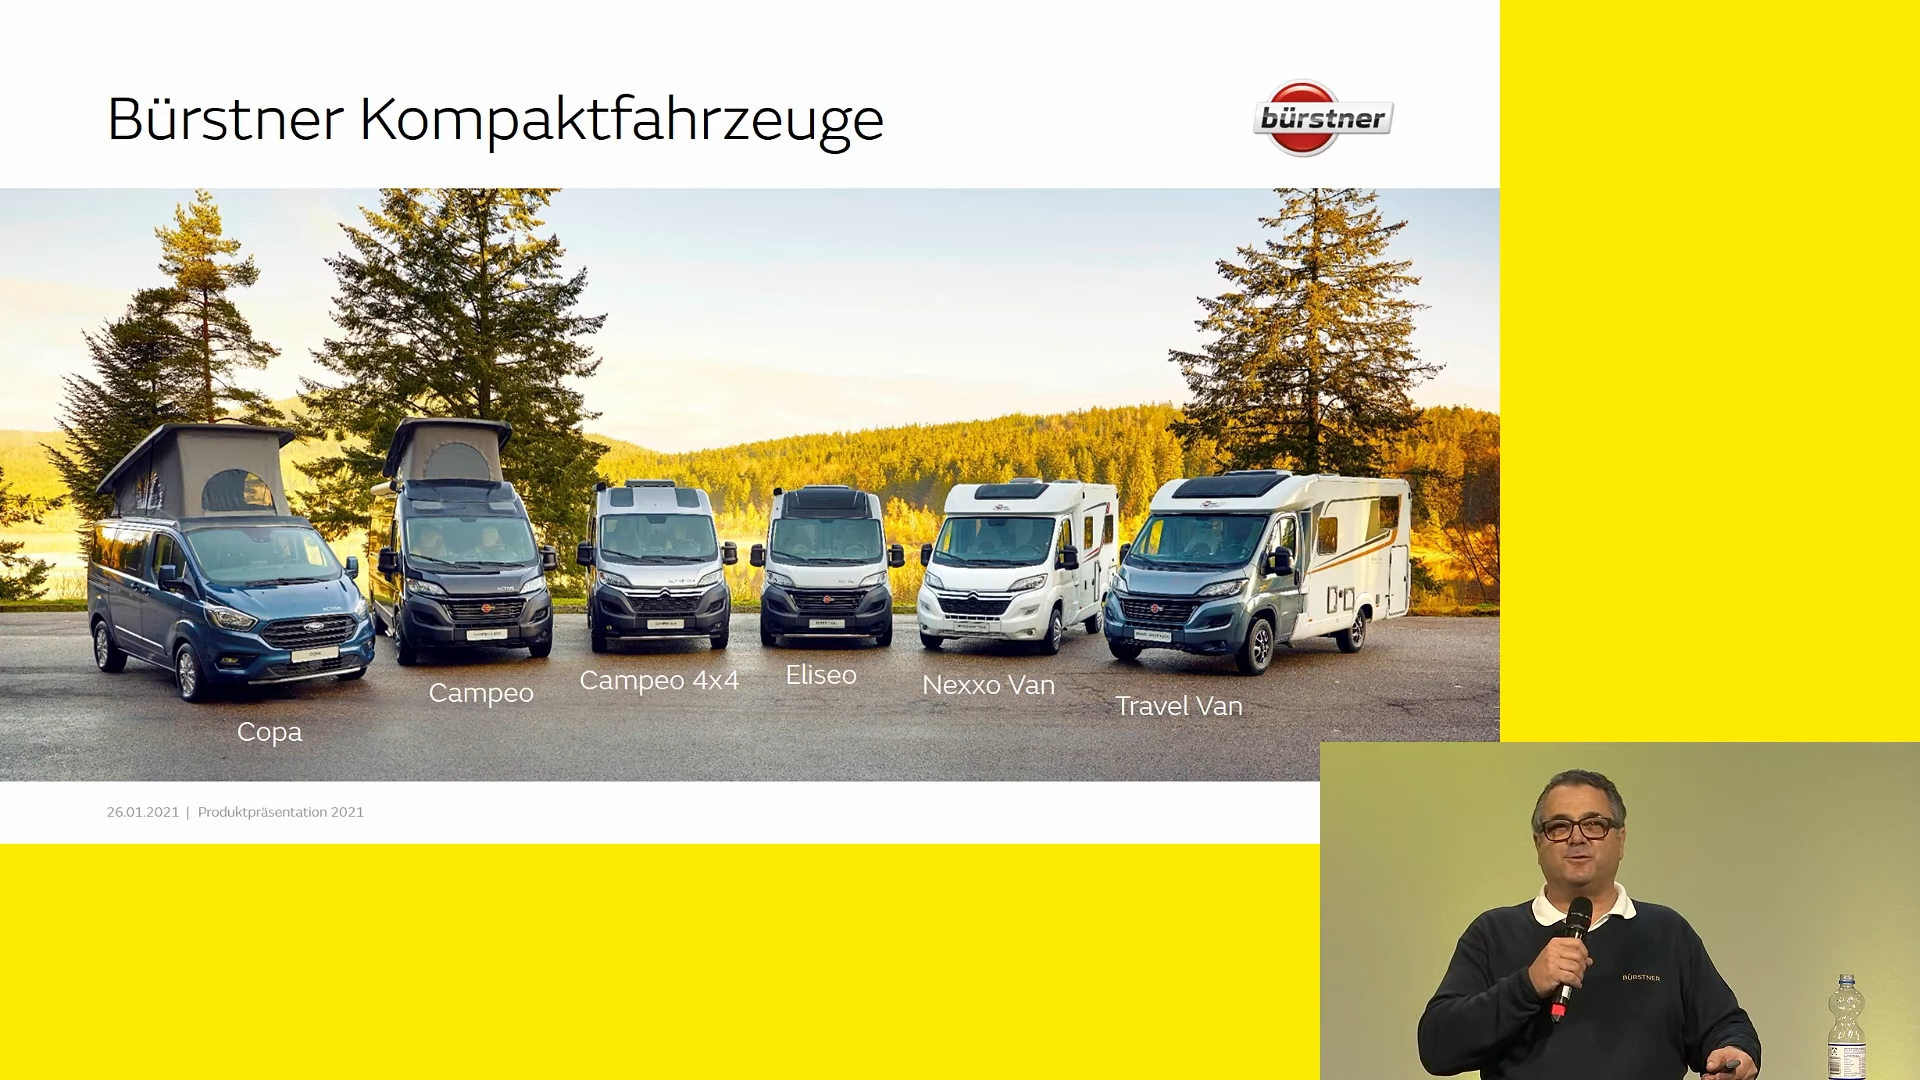 Bürstner Kompaktfahrzeuge
bürstner
Copa
Campeo
Campeo 4x4
Eliseo
Nexxo Van
Travel Van
26.01.2021 | Produktpräsentation 2021
BÜRSTNER